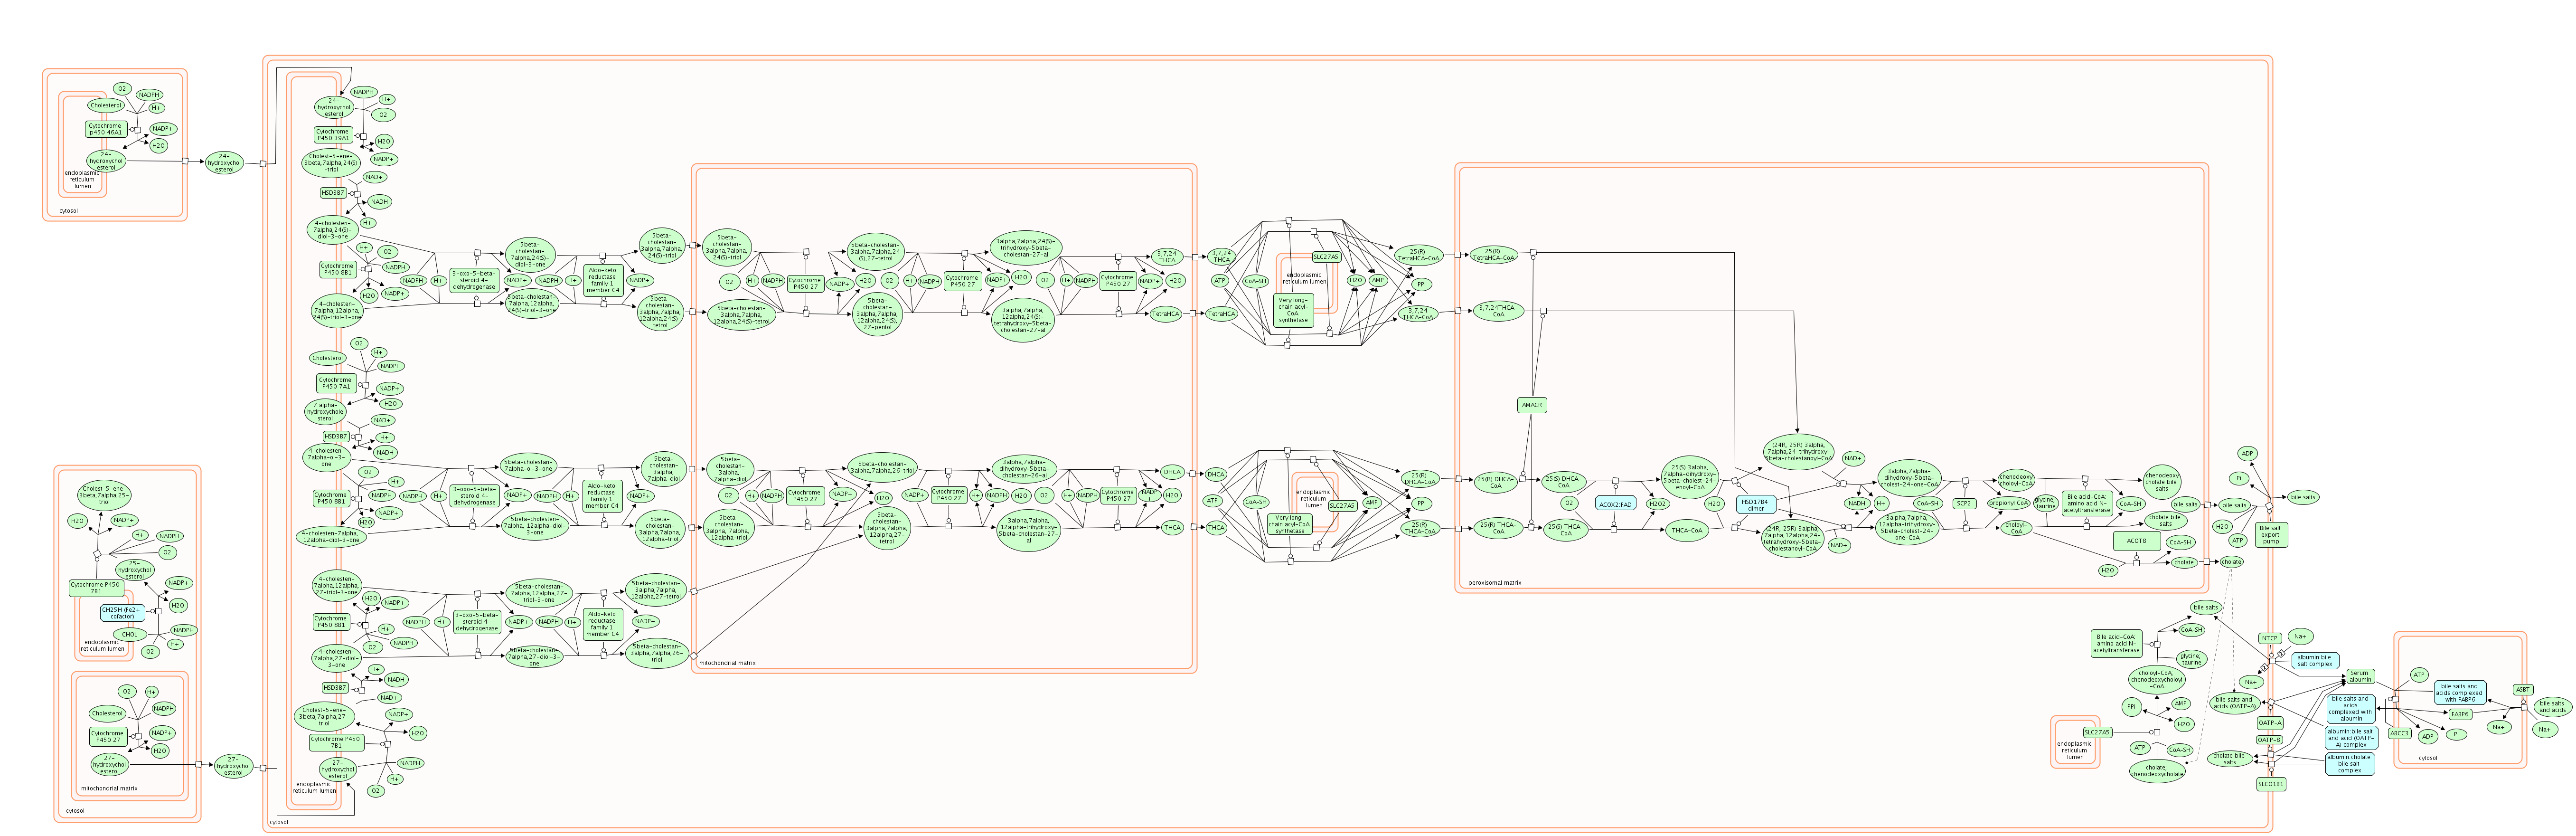 O2
NADPH
Cholesterol
H+
Cytochrome
p450 46A1
NADP+
H2O
24-
hydroxychol
esterol
endoplasmic
reticulum
lumen
cytosol
24-
hydroxychol
esterol
Cholest-5-ene-
3beta,7alpha,25-
triol
H2O
NADP+
H+
NADPH
O2
25-
hydroxychol
esterol
Cytochrome P450
7B1
NADP+
H2O
CH25H (Fe2+
cofactor)
CHOL
NADPH
H+
O2
endoplasmic
reticulum lumen
O2
H+
NADPH
Cholesterol
Cytochrome
P450 27
NADP+
H2O
27-
hydroxychol
esterol
mitochondrial matrix
cytosol
27-
hydroxychol
esterol
24-
hydroxychol
esterol
NADPH
H+
O2
Cytochrome
P450 39A1
H2O
NADP+
Cholest-5-ene-
3beta,7alpha,24(S)
-triol
NAD+
HSD3B7
NADH
H+
4-cholesten-
7alpha,24(S)-
diol-3-one
H+
O2
NADPH
Cytochrome
P450 8B1
H2O
NADP+
4-cholesten-
7alpha,12alpha,
24(S)-triol-3-one
NADPH
H+
3-oxo-5-beta-
steroid 4-
dehydrogenase
NADP+
5beta-
cholestan-
7alpha,24(S)-
diol-3-one
5beta-cholestan-
7alpha,12alpha,
24(S)-triol-3-one
NADPH
H+
Aldo-keto
reductase
family 1
member C4
NADP+
5beta-
cholestan-
3alpha,7alpha,
24(S)-triol
5beta-
cholestan-
3alpha,7alpha,
12alpha,24(S)-
tetrol
O2
Cholesterol
H+
NADPH
Cytochrome
P450 7A1
NADP+
H2O
7 alpha-
hydroxychole
sterol
NAD+
HSD3B7
H+
NADH
4-cholesten-
7alpha-ol-3-
one
O2
H+
NADPH
Cytochrome
P450 8B1
NADP+
H2O
4-cholesten-7alpha,
12alpha-diol-3-one
NADPH
H+
3-oxo-5-beta-
steroid 4-
dehydrogenase
NADP+
5beta-cholesten-
7alpha-ol-3-one
5beta-cholesten-
7alpha, 12alpha-diol-
3-one
NADPH
H+
Aldo-keto
reductase
family 1
member C4
NADP+
5beta-
cholestan-
3alpha,
7alpha-diol
5beta-
cholestan-
3alpha,7alpha,
12alpha-triol
4-cholesten-
7alpha,12alpha,
27-triol-3-one
H2O
NADP+
Cytochrome
P450 8B1
H+
NADPH
O2
4-cholesten-
7alpha,27-diol-
3-one
NADPH
H+
3-oxo-5-beta-
steroid 4-
dehydrogenase
NADP+
5beta-cholestan-
7alpha,12alpha,27-
triol-3-one
5beta-cholestan-
7alpha,27-diol-3-
one
NADPH
H+
Aldo-keto
reductase
family 1
member C4
NADP+
5beta-cholestan-
3alpha,7alpha,
12alpha,27-tetrol
5beta-cholestan-
3alpha,7alpha,26-
triol
H+
NADH
HSD3B7
NAD+
Cholest-5-ene-
3beta,7alpha,27-
triol
NADP+
H2O
Cytochrome P450
7B1
27-
hydroxychol
esterol
NADPH
H+
O2
endoplasmic
reticulum lumen
cytosol
5beta-
cholestan-
3alpha,7alpha,
24(S)-triol
O2
H+
NADPH
Cytochrome
P450 27
NADP+
H2O
5beta-cholestan-
3alpha,7alpha,
12alpha,24(S)-tetrol
5beta-cholestan-
3alpha,7alpha,24
(S),27-tetrol
5beta-
cholestan-
3alpha,7alpha,
12alpha,24(S),
27-pentol
O2
H+
NADPH
Cytochrome
P450 27
NADP+
H2O
3alpha,7alpha,24(S)-
trihydroxy-5beta-
cholestan-27-al
3alpha,7alpha,
12alpha,24(S)-
tetrahydroxy-5beta-
cholestan-27-al
O2
H+
NADPH
Cytochrome
P450 27
NADP+
H2O
3,7,24
THCA
TetraHCA
5beta-
cholestan-
3alpha,
7alpha-diol
O2
H+
NADPH
Cytochrome
P450 27
NADP+
H2O
5beta-
cholestan-
3alpha, 7alpha,
12alpha-triol
5beta-cholestan-
3alpha,7alpha,26-triol
5beta-
cholestan-
3alpha,7alpha,
12alpha,27-
tetrol
NADP+
Cytochrome
P450 27
H+
NADPH
H2O
3alpha,7alpha-
dihydroxy-5beta-
cholestan-26-al
3alpha,7alpha,
12alpha-trihydroxy-
5beta-cholestan-27-
al
O2
H+
NADPH
Cytochrome
P450 27
NADP
+
H2O
DHCA
THCA
mitochondrial matrix
3,7,24
THCA
ATP
CoA-SH
TetraHCA
SLC27A5
endoplasmic
reticulum lumen
Very long-
chain acyl-
CoA
synthetase
H2O
AMP
PPi
25(R)
TetraHCA-CoA
3,7,24
THCA-CoA
DHCA
ATP
CoA-SH
THCA
endoplasmic
reticulum
lumen
SLC27A5
Very long-
chain acyl-CoA
synthetase
H2O
AMP
PPi
25(R)
DHCA-CoA
25(R)
THCA-CoA
25(R)
TetraHCA-CoA
3,7,24THCA-
CoA
AMACR
25(R) DHCA-
CoA
25(R) THCA-
CoA
25(S) DHCA-
CoA
25(S) THCA-
CoA
O2
ACOX2:FAD
H2O2
25(S) 3alpha,
7alpha-dihydroxy-
5beta-cholest-24-
enoyl-CoA
THCA-CoA
H2O
HSD17B4
dimer
(24R, 25R) 3alpha,
7alpha,24-trihydroxy-
5beta-cholestanoyl-CoA
(24R, 25R) 3alpha,
7alpha,12alpha,24-
tetrahydroxy-5beta-
cholestanoyl-CoA
NAD+
NADH
H+
NAD+
3alpha,7alpha-
dihydroxy-5beta-
cholest-24-one-CoA
3alpha,7alpha,
12alpha-trihydroxy-
5beta-cholest-24-
one-CoA
CoA-SH
SCP2
propionyl CoA
chenodeoxy
choloyl-CoA
choloyl-
CoA
glycine;
taurine
Bile acid-CoA:
amino acid N-
acetyltransferase
CoA-SH
chenodeoxy
cholate bile
salts
cholate bile
salts
ACOT8
H2O
CoA-SH
cholate
peroxisomal matrix
bile salts
bile salts
cholate
ADP
Pi
bile salts
H2O
ATP
Bile salt
export
pump
bile salts
Bile acid-CoA:
amino acid N-
acetyltransferase
CoA-SH
glycine;
taurine
choloyl-CoA;
chenodeoxycholoyl
-CoA
PPi
AMP
H2O
SLC27A5
ATP
CoA-SH
cholate;
chenodeoxycholate
endoplasmic
reticulum
lumen
NTCP
Na+
albumin:bile
salt complex
Na+
bile salts and
acids (OATP-A)
OATP-A
OATP-8
cholate bile
salts
SLCO1B1
Serum
albumin
bile salts and
acids
complexed with
albumin
albumin:bile salt
and acid (OATP-
A) complex
albumin:cholate
bile salt
complex
ATP
bile salts and
acids complexed
with FABP6
FABP6
ABCC3
ADP
Pi
Na+
ASBT
bile salts
and acids
Na+
cytosol